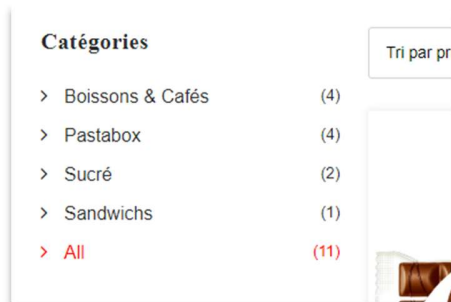 Catégories
Tri par pr
> Boissons & Cafés (4)
> Pastabox (4)
> Sucré (2)
> Sandwichs (1)
> All (11)